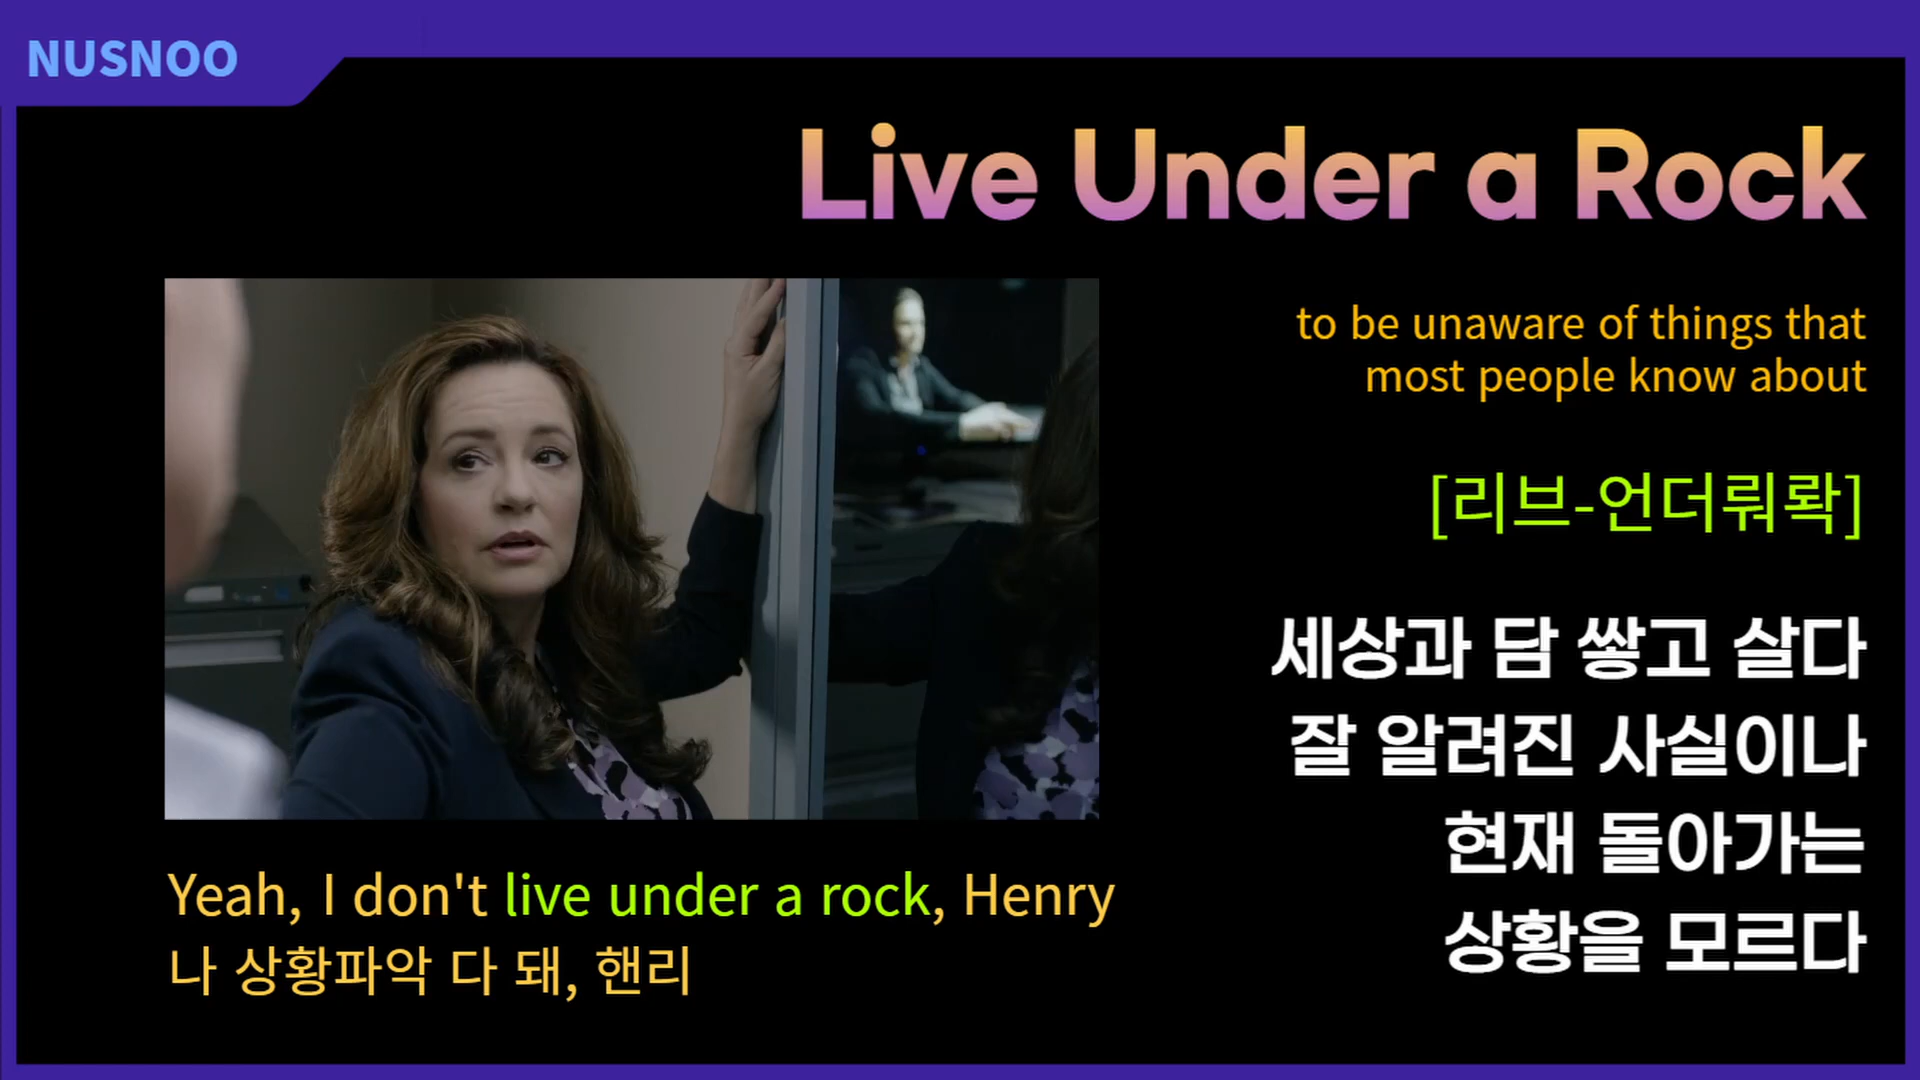 NUSNOO
Live Under a Rock
to be unaware of things that
most people know about
[리브-언더뤄롹]
세상과 담 쌓고 살다
잘 알려진 사실이나
현재 돌아가는
상황을 모르다
Yeah, I don't live under a rock, Henry
나 상황파악 다 돼, 핸리